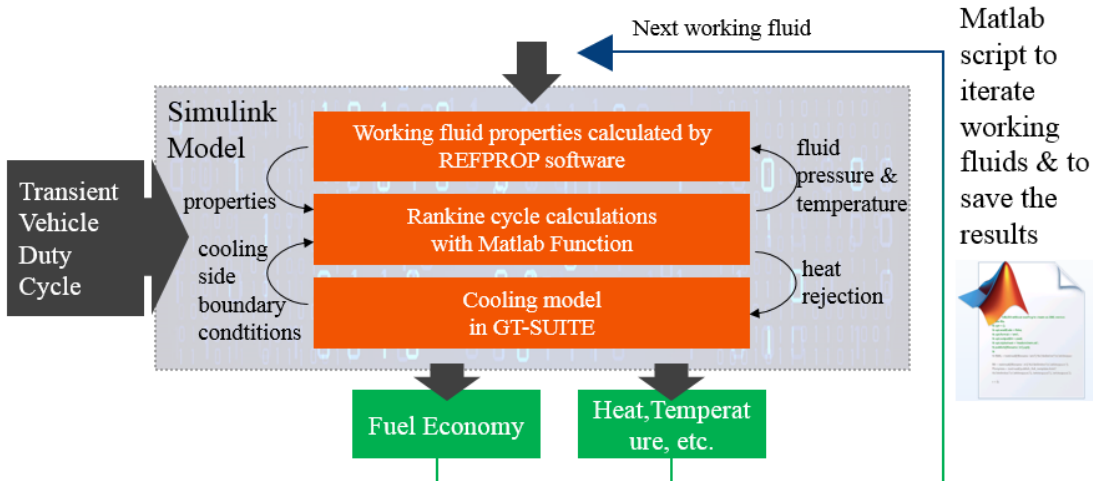 Next working fluid
Matlab
script to
iterate
working
fluids & to
save the
results
Simulink
Model
Transient
Vehicle
Duty
Cycle
Working fluid properties calculated by
REFPROP software
properties
fluid
pressure &
temperature
Rankine cycle calculations
with Matlab Function
cooling
side
boundary
condtitions
heat
rejection
Cooling model
in GT-SUITE
Fuel Economy
Heat,Temperat
ure, etc.